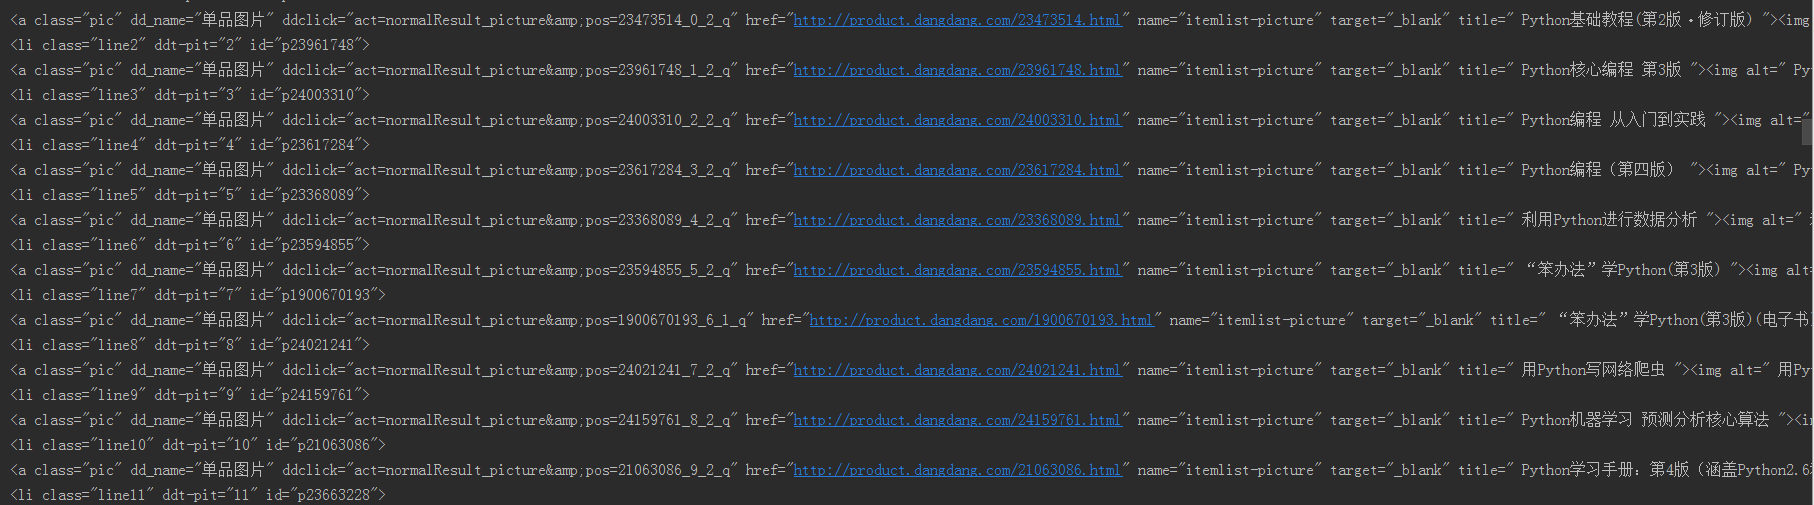 <a class="pic" dd_name="单品图片" ddclick="act=normalResult_picture&amp;pos=23473514_0_2_q" href="http://product.dangdang.com/23473514.html" name="itemlist-picture" target="_blank" title=" Python基础教程(第2版·修订版) "><img
<li class="line2" ddt-pit="2" id="p23961748">
<a class="pic" dd_name="单品图片" ddclick="act=normalResult_picture&amp;pos=23961748_1_2_q" href="http://product.dangdang.com/23961748.html" name="itemlist-picture" target="_blank" title=" Python核心编程 第3版 "><img alt=" Py
<li class="line3" ddt-pit="3" id="p24003310">
<a class="pic" dd_name="单品图片" ddclick="act=normalResult_picture&amp;pos=24003310_2_2_q" href="http://product.dangdang.com/24003310.html" name="itemlist-picture" target="_blank" title=" Python编程 从入门到实践 "><img alt="
<li class="line4" ddt-pit="4" id="p23617284">
<a class="pic" dd_name="单品图片" ddclick="act=normalResult_picture&amp;pos=23617284_3_2_q" href="http://product.dangdang.com/23617284.html" name="itemlist-picture" target="_blank" title=" Python编程（第四版） "><img alt=" Py
<li class="line5" ddt-pit="5" id="p23368089">
<a class="pic" dd_name="单品图片" ddclick="act=normalResult_picture&amp;pos=23368089_4_2_q" href="http://product.dangdang.com/23368089.html" name="itemlist-picture" target="_blank" title=" 利用Python进行数据分析 "><img alt="
<li class="line6" ddt-pit="6" id="p23594855">
<a class="pic" dd_name="单品图片" ddclick="act=normalResult_picture&amp;pos=23594855_5_2_q" href="http://product.dangdang.com/23594855.html" name="itemlist-picture" target="_blank" title=" “笨办法”学Python(第3版) "><img alt=
<li class="line7" ddt-pit="7" id="p1900670193">
<a class="pic" dd_name="单品图片" ddclick="act=normalResult_picture&amp;pos=1900670193_6_1_q" href="http://product.dangdang.com/1900670193.html" name="itemlist-picture" target="_blank" title=" “笨办法”学Python(第3版)(电子书
<li class="line8" ddt-pit="8" id="p24021241">
<a class="pic" dd_name="单品图片" ddclick="act=normalResult_picture&amp;pos=24021241_7_2_q" href="http://product.dangdang.com/24021241.html" name="itemlist-picture" target="_blank" title=" 用Python写网络爬虫 "><img alt=" 用Py
<li class="line9" ddt-pit="9" id="p24159761">
<a class="pic" dd_name="单品图片" ddclick="act=normalResult_picture&amp;pos=24159761_8_2_q" href="http://product.dangdang.com/24159761.html" name="itemlist-picture" target="_blank" title=" Python机器学习 预测分析核心算法 "><im
<li class="line10" ddt-pit="10" id="p21063086">
<a class="pic" dd_name="单品图片" ddclick="act=normalResult_picture&amp;pos=21063086_9_2_q" href="http://product.dangdang.com/21063086.html" name="itemlist-picture" target="_blank" title=" Python学习手册：第4版（涵盖Python2.6
<li class="line11" ddt-pit="11" id="p23663228">